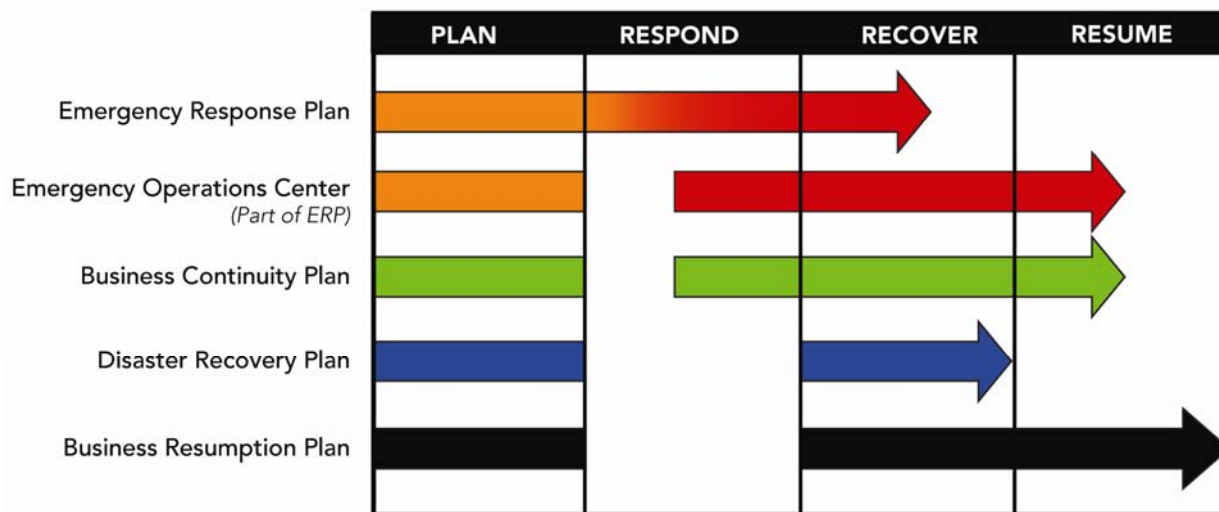 PLAN RESPOND RECOVER RESUME
Emergency Response Plan
Emergency Operations Center
(Part of ERP)
Business Continuity Plan
Disaster Recovery Plan
Business Resumption Plan